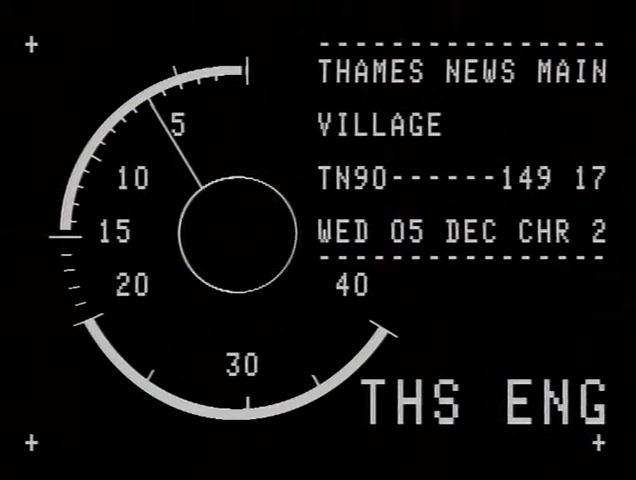 THAMES NEWS MAIN
VILLAGE
TN90------149 17
WED 05 DEC CHR 2
5
10
15
20
30
40
THS ENG